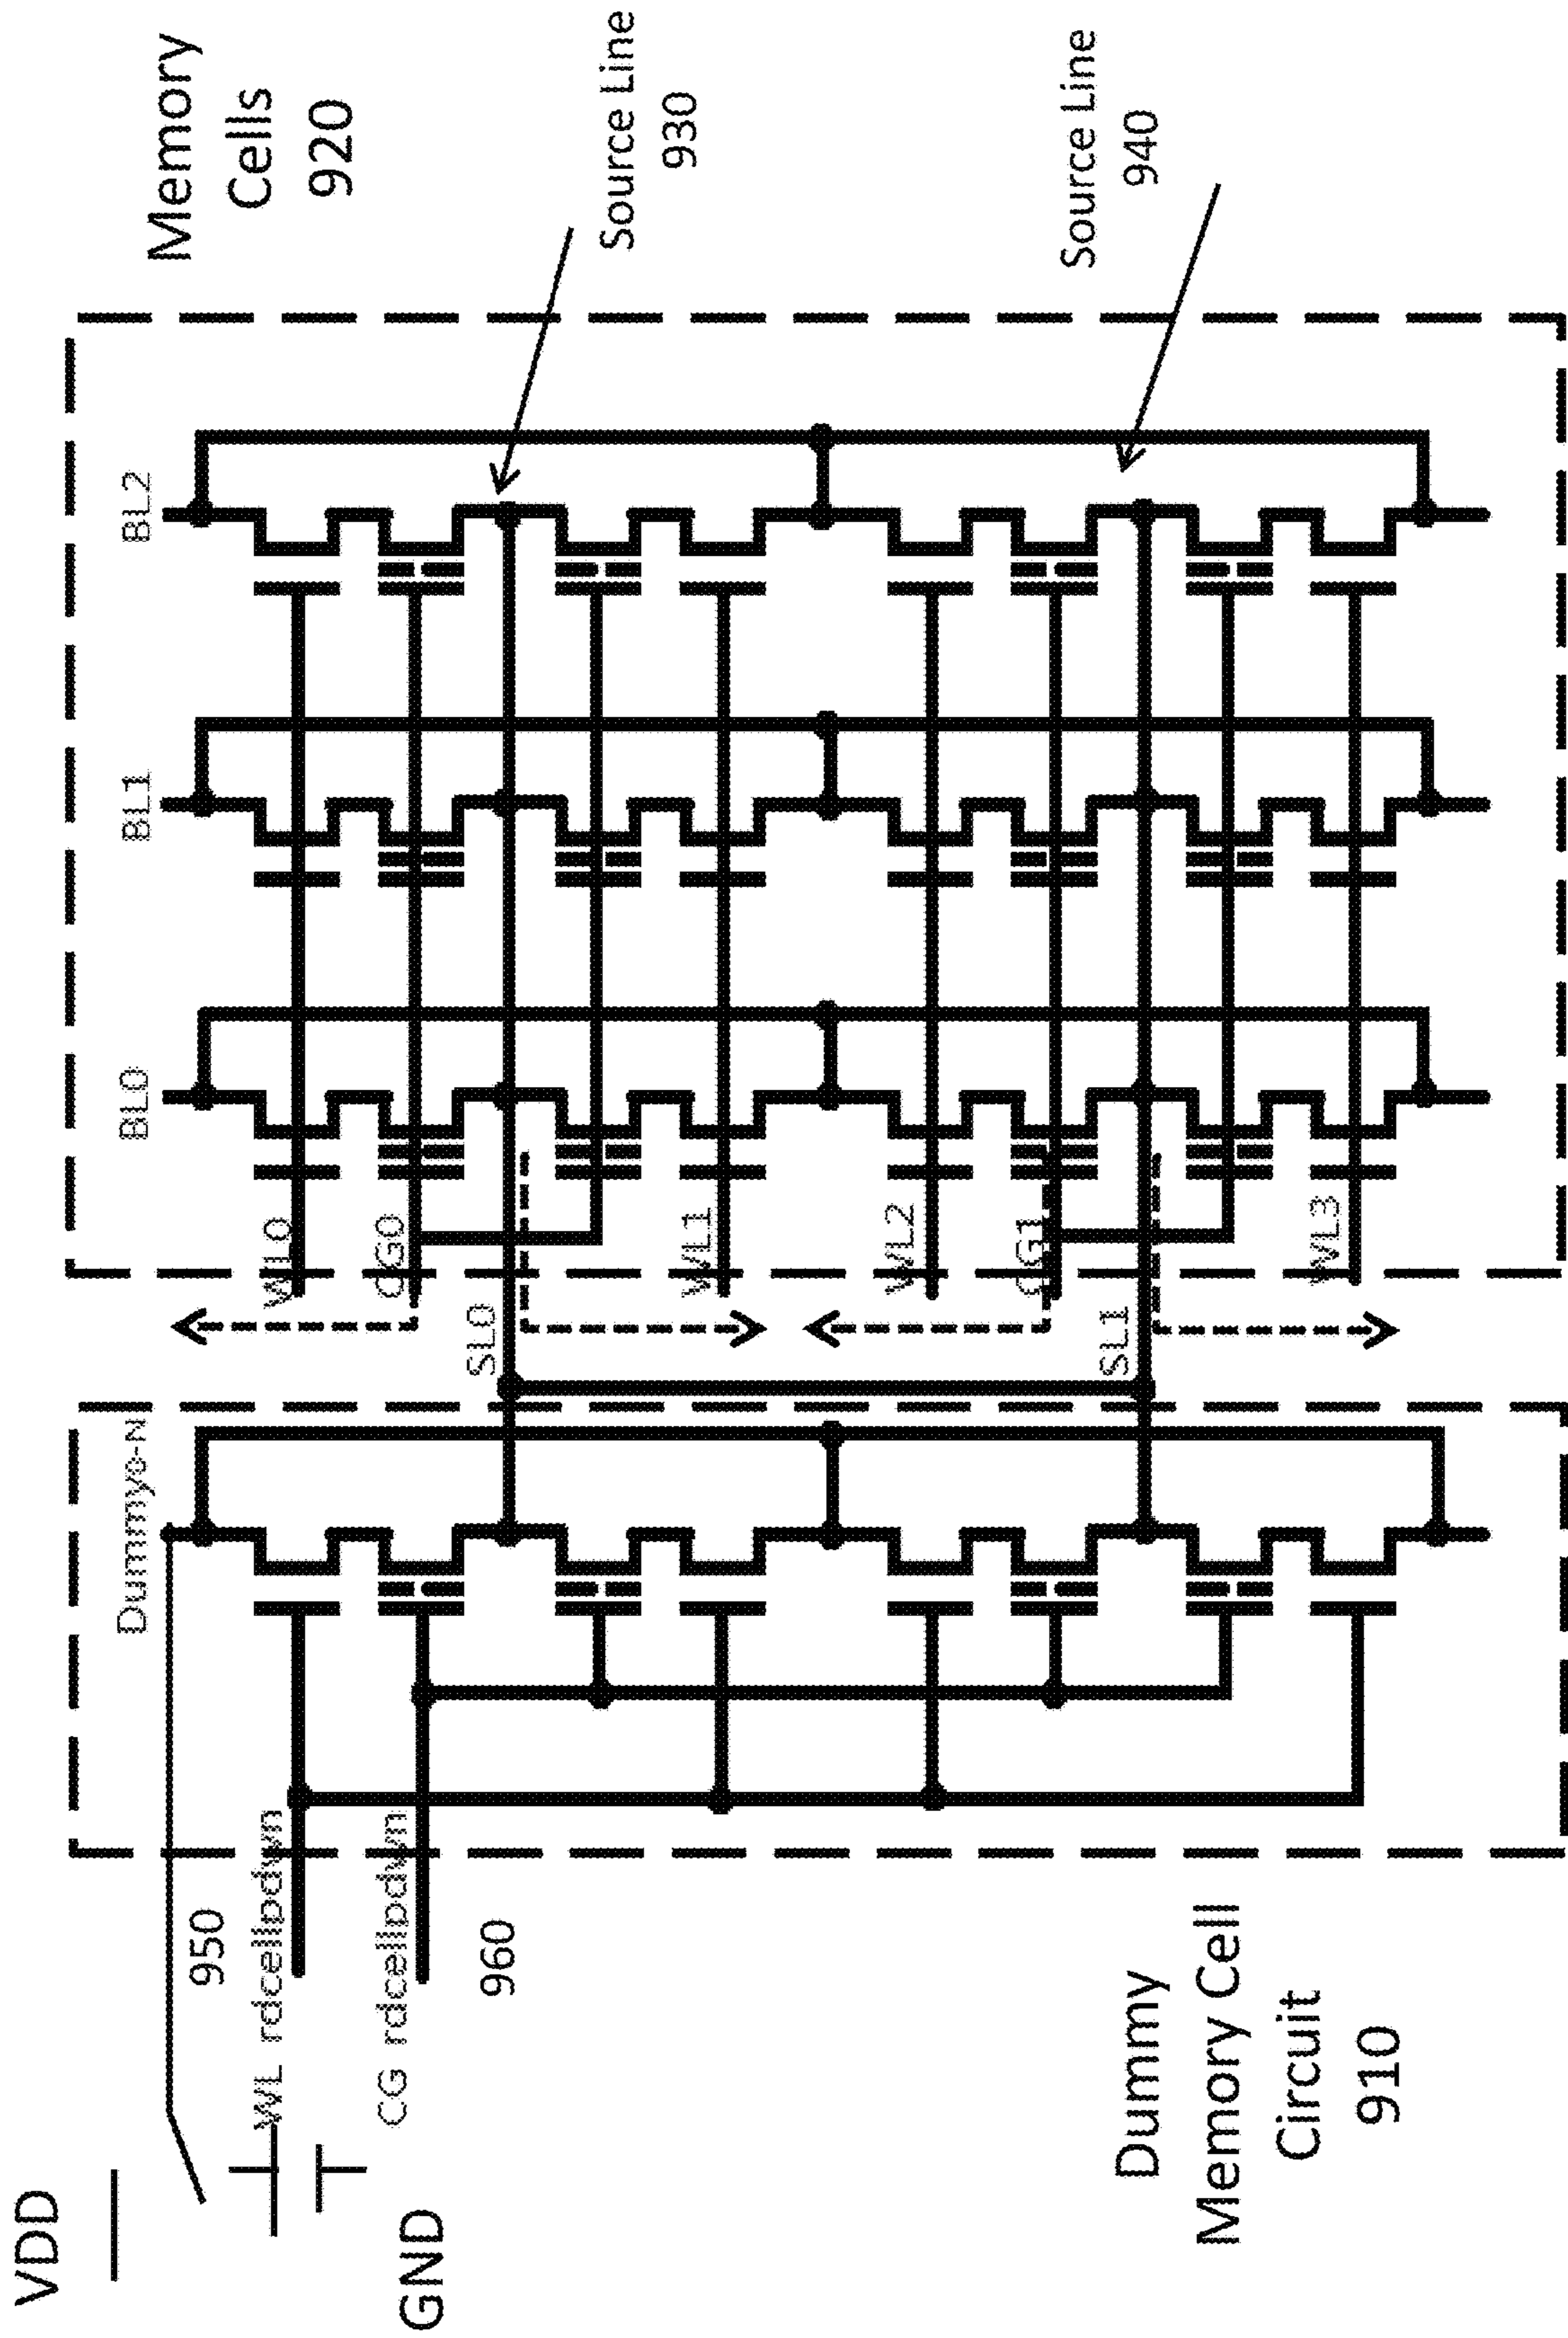 VDD
GND
950
WL rdcellpdwn
CG rdcellpdwn
960
Dummy
Memory Cell
Circuit
910
Dummyo-N
SL0
SL1
WL0
CG0
WL1
WL2
CG1
WL3
BL0
BL1
BL2
Memory
Cells
920
Source Line
930
Source Line
940